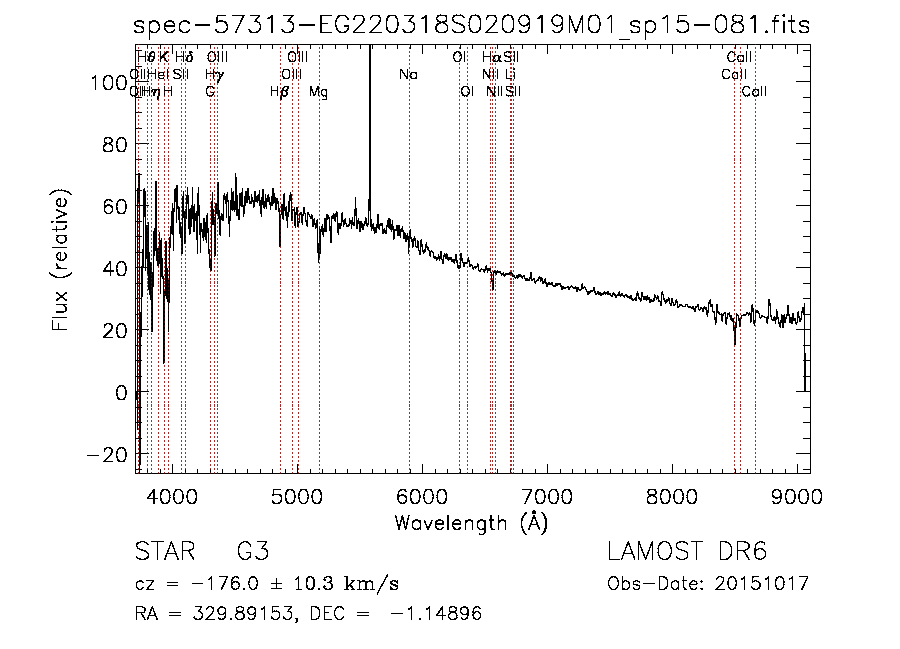 spec-57313-EG220318S020919M01_sp15-081.fits
Hθ K Hδ OIII OIII OI Hα SII CaII
OII HeI SII Hγ OIII Na NII Li CaII
OII Hη H G Hβ Mg OI NII SII CaII
100
80
60
40
20
0
−20
Flux (relative)
4000 5000 6000 7000 8000 9000
Wavelength (Å)
STAR G3 LAMOST DR6
cz = −176.0 ± 10.3 km/s Obs−Date: 20151017
RA = 329.89153, DEC = −1.14896